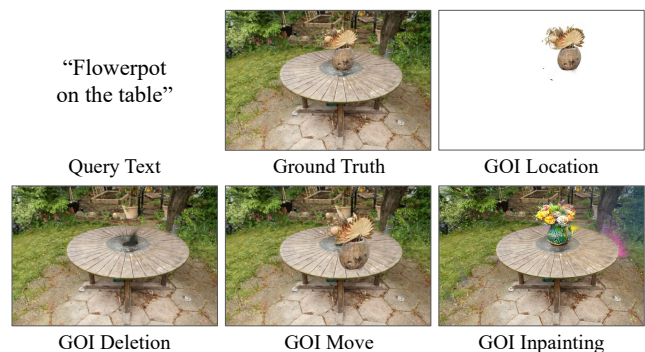 “Flowerpot
on the table”
Query Text
Ground Truth
GOI Location
GOI Deletion
GOI Move
GOI Inpainting